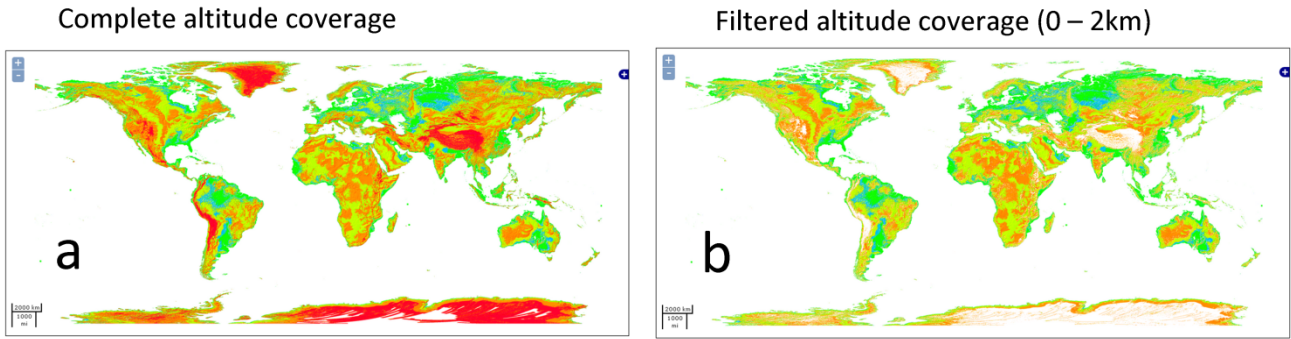 Complete altitude coverage
Filtered altitude coverage (0 – 2km)
+
–
+
a
2000 km
1000
mi
+
–
+
b
2000 km
1000
mi